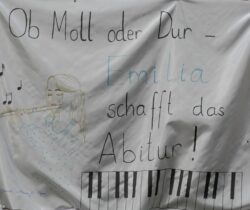 Ob Moll oder Dur –
Emilia
schafft das
Abitur!